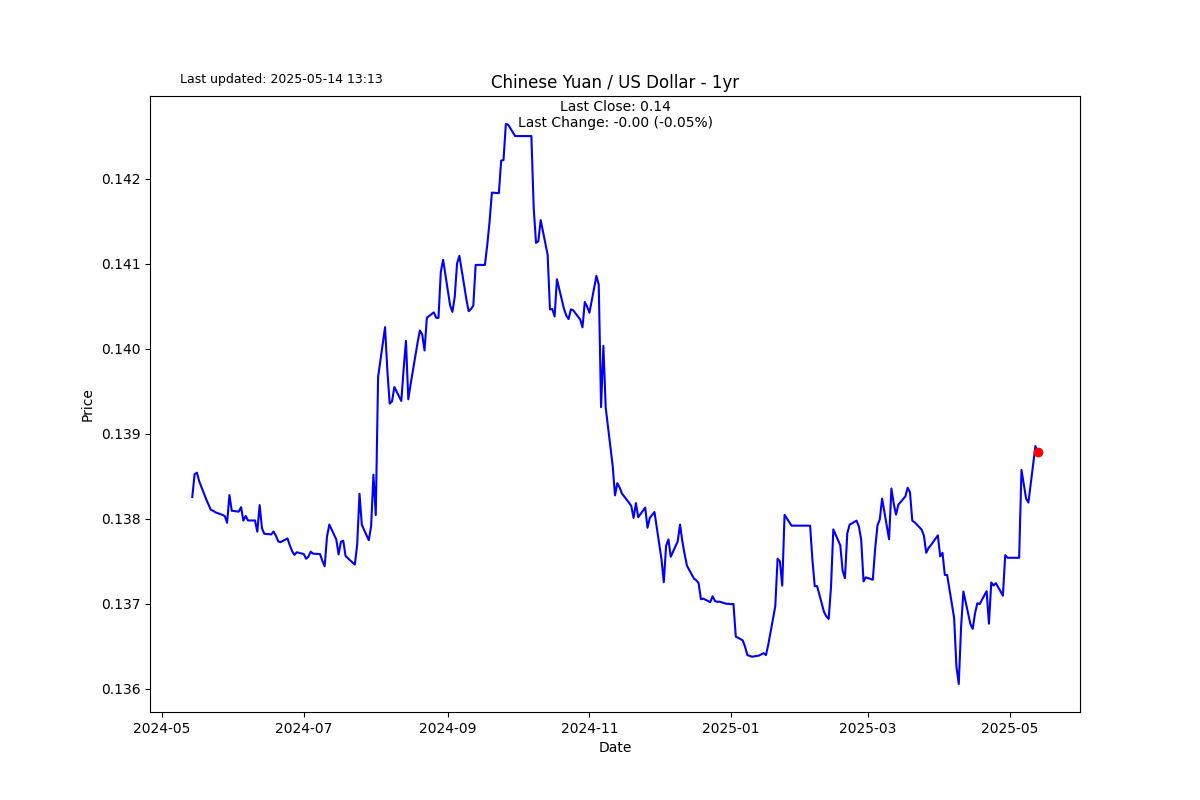 Last updated: 2025-05-14 13:13
Chinese Yuan / US Dollar - 1yr
Last Close: 0.14
Last Change: -0.00 (-0.05%)
0.142
0.141
0.140
0.139
0.138
0.137
0.136
Price
2024-05
2024-07
2024-09
2024-11
2025-01
2025-03
2025-05
Date